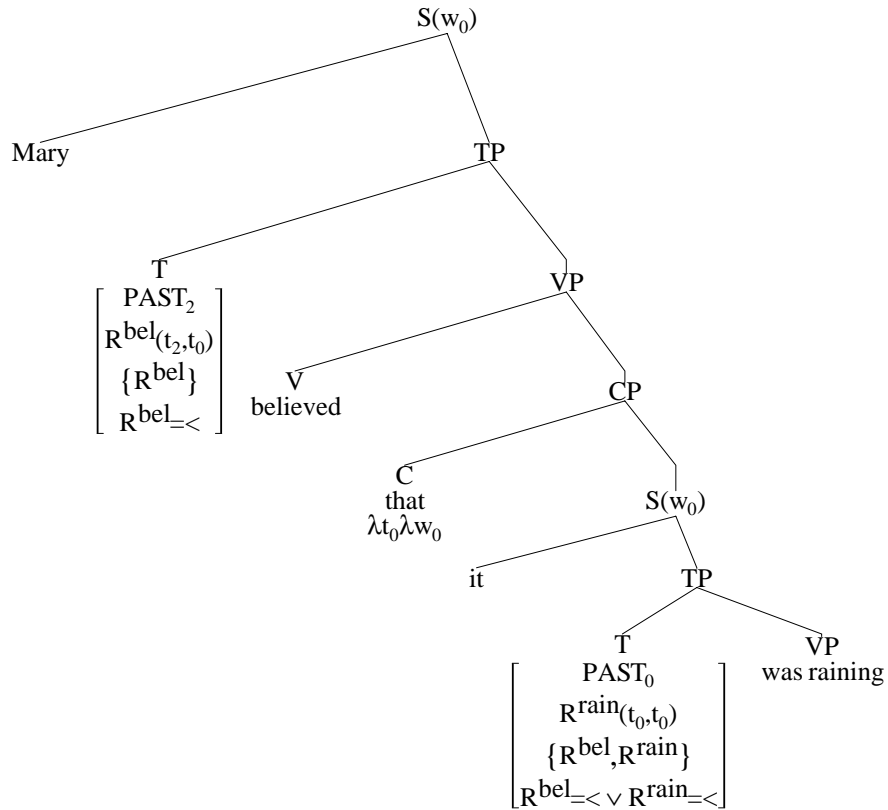 S(w₀)
Mary TP
T
PAST₂
Rᵇᵉˡ(t₂,t₀)
{Rᵇᵉˡ}
Rᵇᵉˡ=<
VP
V
believed
CP
C
that
λt₀λw₀
S(w₀)
it TP
T
PAST₀
Rʳᵃⁱⁿ(t₀,t₀)
{Rᵇᵉˡ,Rʳᵃⁱⁿ}
Rᵇᵉˡ=< ∨ Rʳᵃⁱⁿ=<
VP
was raining